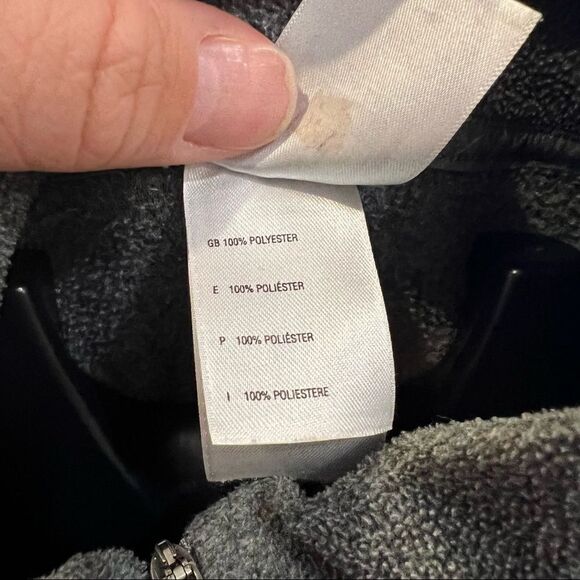 GB 100% POLYESTER
E 100% POLIÉSTER
P 100% POLIÉSTER
I 100% POLIESTERE